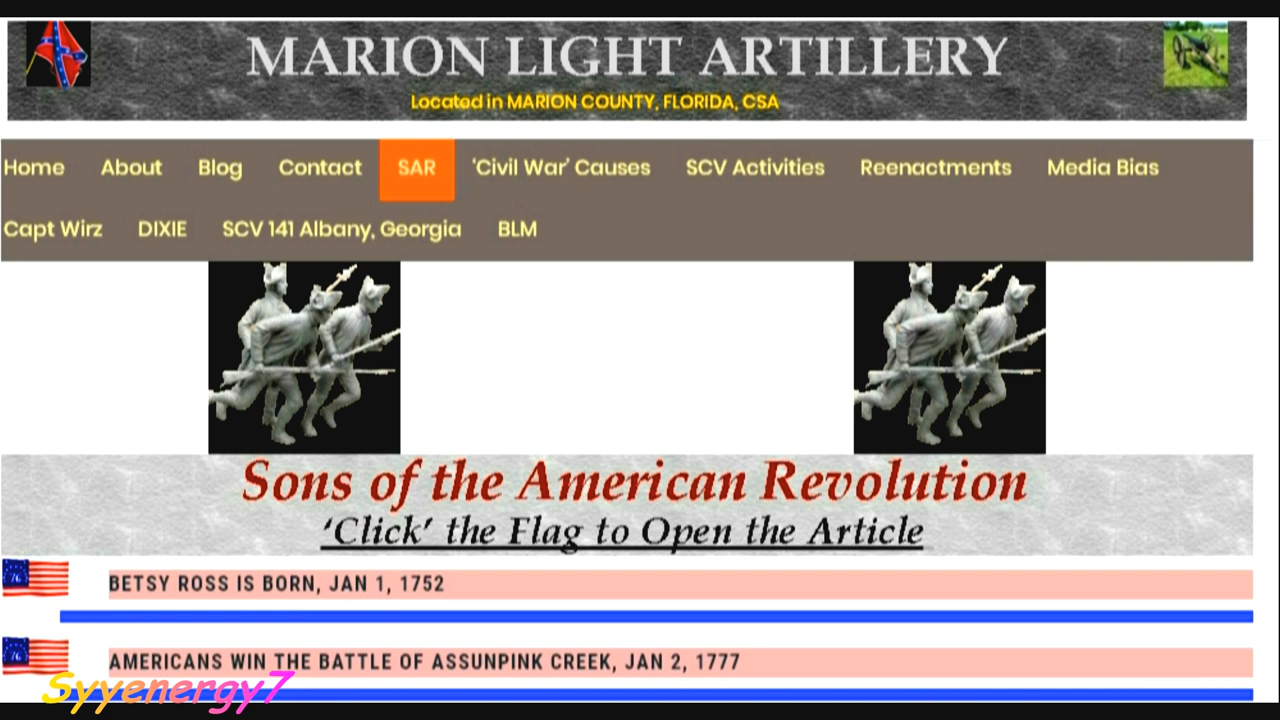 MARION LIGHT ARTILLERY
Located in MARION COUNTY, FLORIDA, CSA
Home About Blog Contact SAR 'Civil War' Causes SCV Activities Reenactments Media Bias
Capt Wirz DIXIE SCV 141 Albany, Georgia BLM
Sons of the American Revolution
'Click' the Flag to Open the Article
76 BETSY ROSS IS BORN, JAN 1, 1752
76 AMERICANS WIN THE BATTLE OF ASSUNPINK CREEK, JAN 2, 1777
Syyenergy7